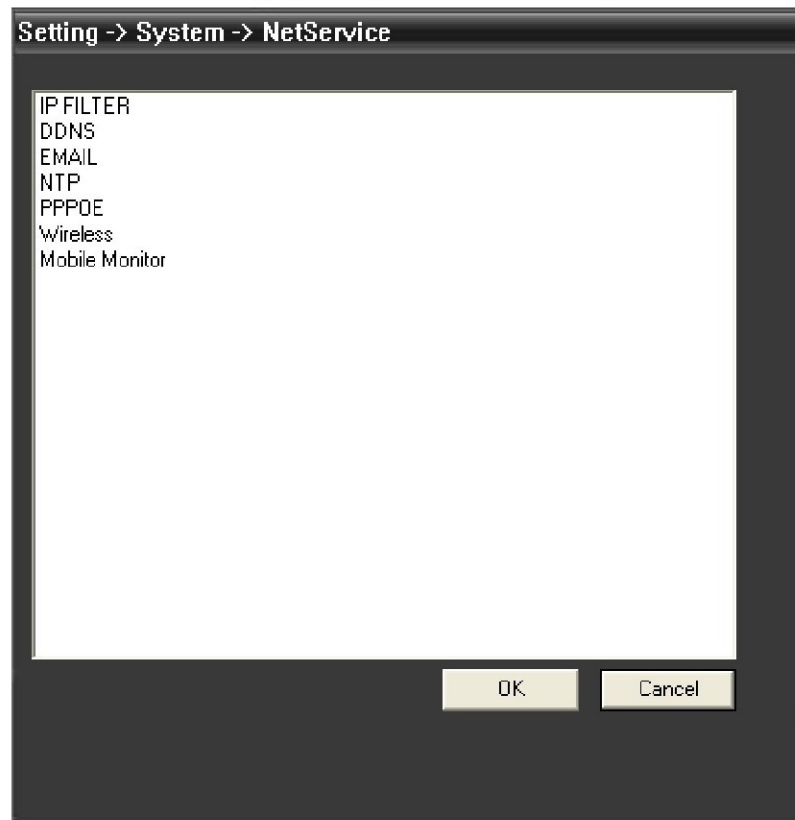 Setting -> System -> NetService
IP FILTER
DDNS
EMAIL
NTP
PPPOE
Wireless
Mobile Monitor
OK Cancel